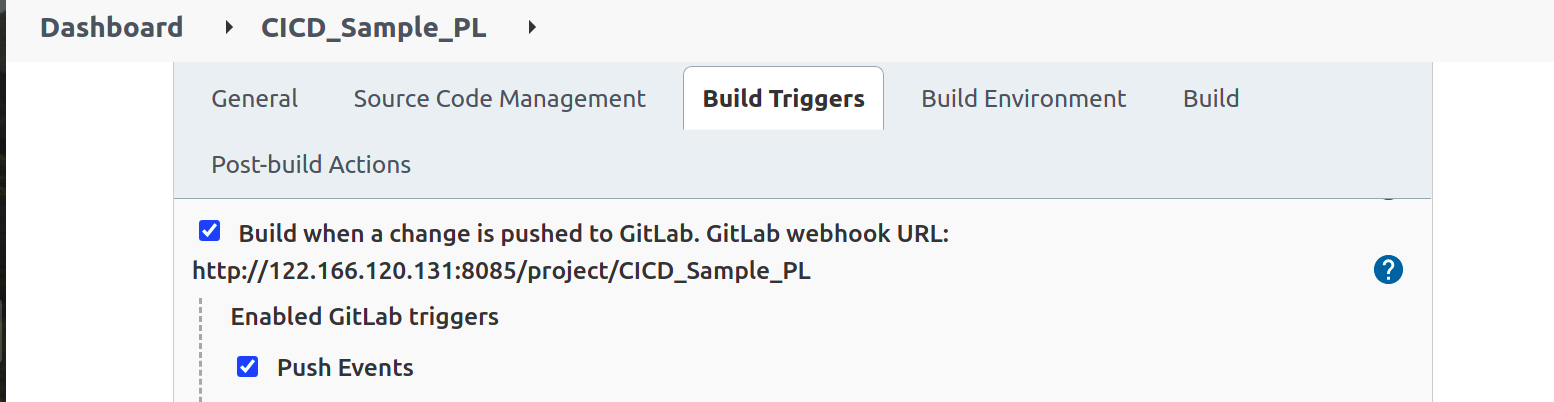 Dashboard CICD_Sample_PL
General Source Code Management Build Triggers Build Environment Build
Post-build Actions
Build when a change is pushed to GitLab. GitLab webhook URL:
http://122.166.120.131:8085/project/CICD_Sample_PL
?
Enabled GitLab triggers
Push Events